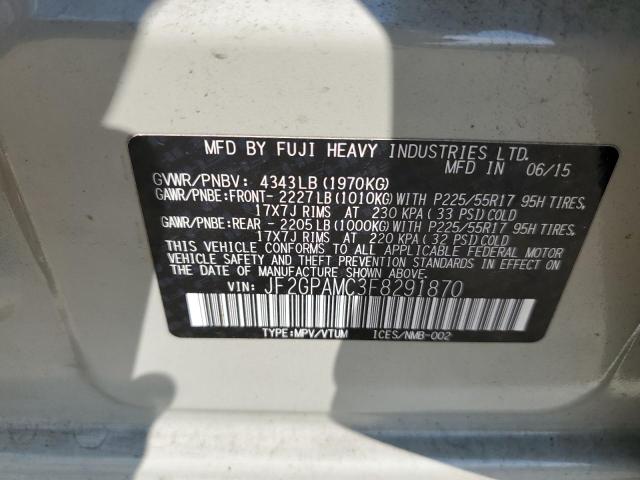 MFD BY FUJI HEAVY INDUSTRIES LTD.
MFD IN 06/15
GVWR/PNBV: 4343LB(1970KG)
GAWR/PNBE:FRONT-2227LB(1010KG)WITH P225/55R17 95H TIRES,
17X7J RIMS AT 230 KPA(33 PSI)COLD
GAWR/PNBE:REAR -2205LB(1000KG)WITH P225/55R17 95H TIRES,
17X7J RIMS AT 220 KPA(32 PSI)COLD
THIS VEHICLE CONFORMS TO ALL APPLICABLE FEDERAL MOTOR
VEHICLE SAFETY AND THEFT PREVENTION STANDARDS IN EFFECT
ON THE DATE OF MANUFACTURE SHOWN ABOVE.
VIN: JF2GPAMC3F8291870
TYPE:MPV/VTUM ICES/NMB-002